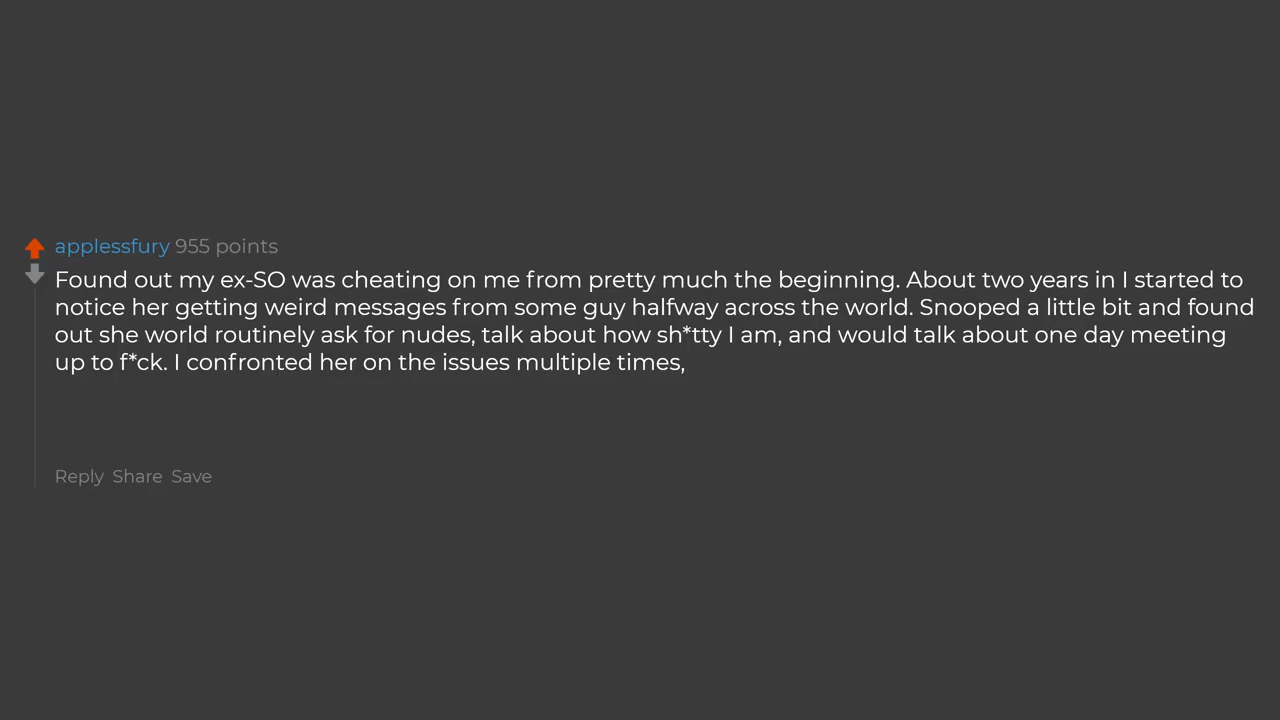 applessfury 955 points
Found out my ex-SO was cheating on me from pretty much the beginning. About two years in I started to
notice her getting weird messages from some guy halfway across the world. Snooped a little bit and found
out she world routinely ask for nudes, talk about how sh*tty I am, and would talk about one day meeting
up to f*ck. I confronted her on the issues multiple times,
Reply Share Save